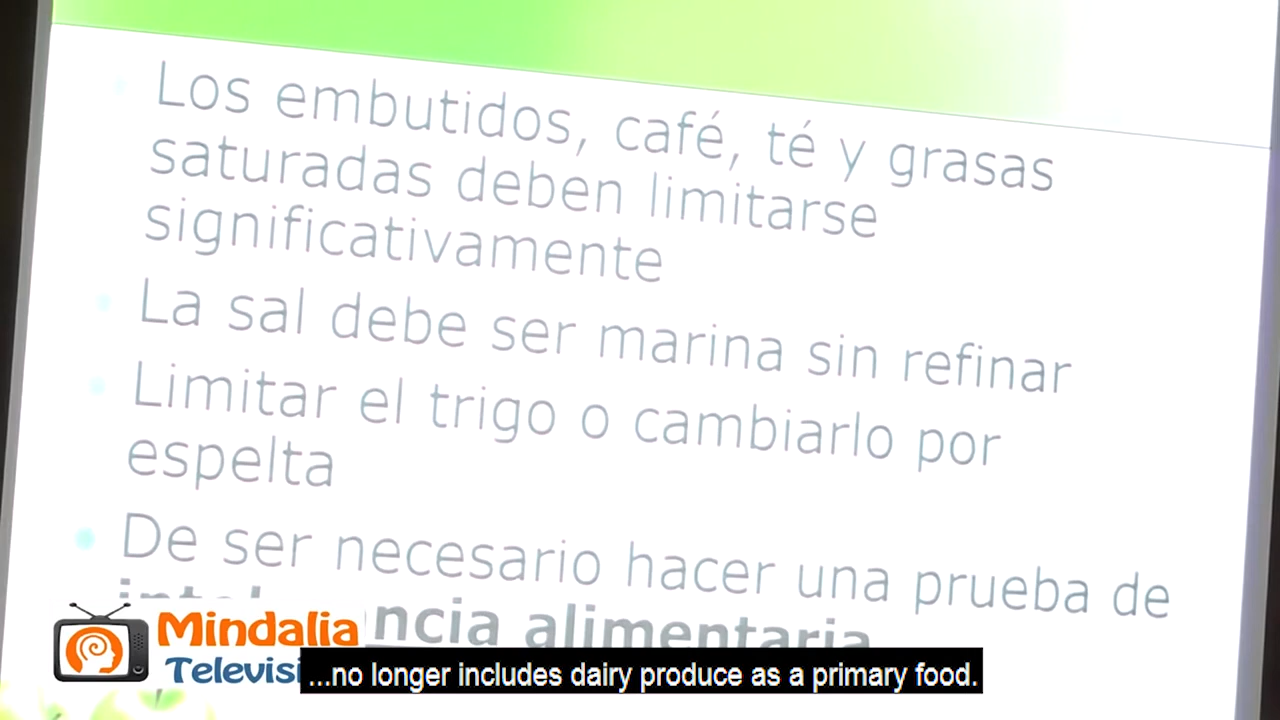 Los embutidos, café, té y grasas
saturadas deben limitarse
significativamente
La sal debe ser marina sin refinar
Limitar el trigo o cambiarlo por
espelta
De ser necesario hacer una prueba de
alimentaria
Mindalia
...no longer includes dairy produce as a primary food.